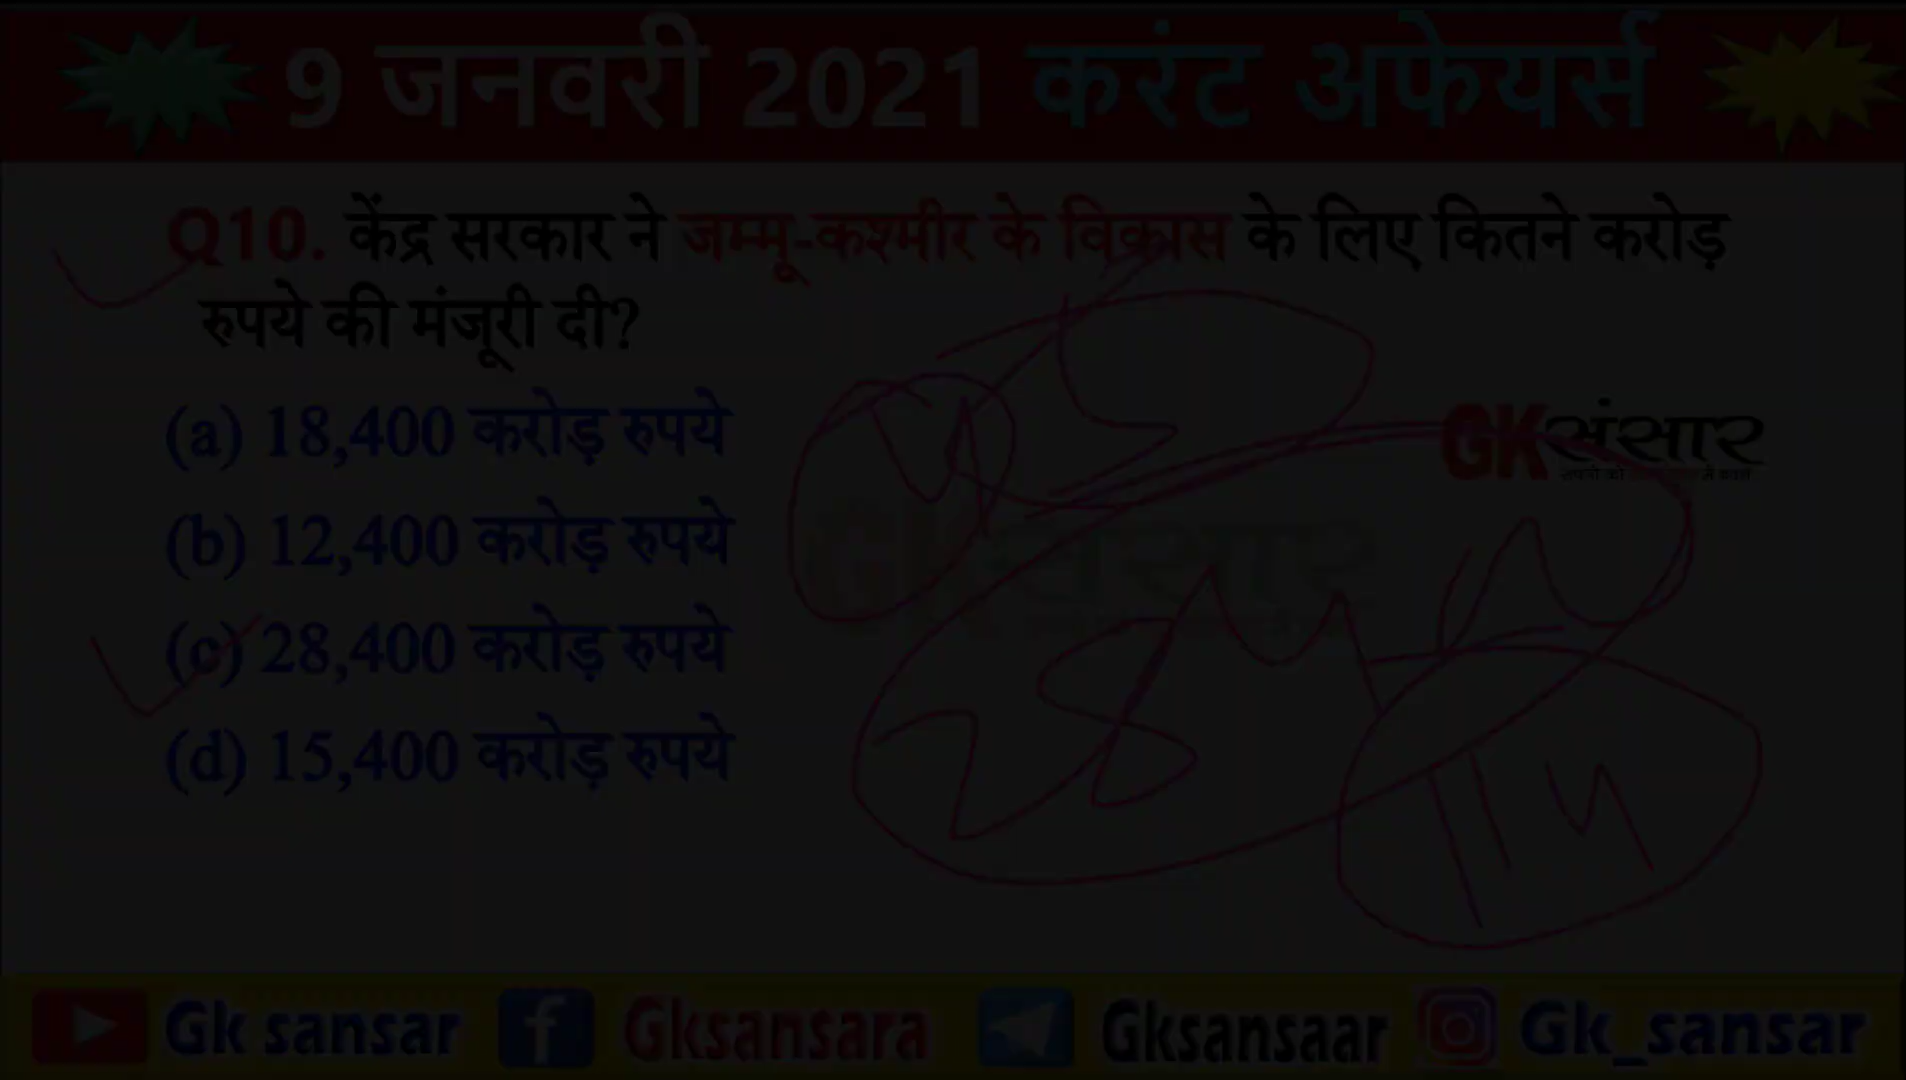 9 जनवरी 2021 करंट अफेयर्स
Q10. केंद्र सरकार ने जम्मू-कश्मीर के विकास के लिए कितने करोड़
रुपये की मंजूरी दी?
(a) 18,400 करोड़ रुपये
GKसंसार
(b) 12,400 करोड़ रुपये
(c) 28,400 करोड़ रुपये
(d) 15,400 करोड़ रुपये
Gk sansar Gksansara Gksansaar Gk_sansar